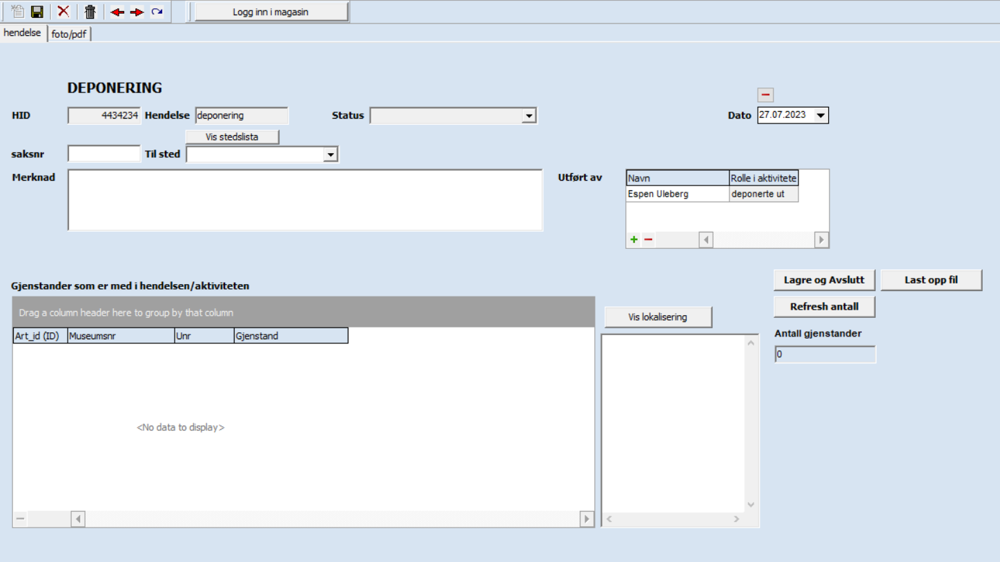 Logg inn i magasin
hendelse foto/pdf
DEPONERING
HID 4434234 Hendelse deponering Status Dato 27.07.2023
Vis stedslista
saksnr Til sted
Merknad Utført av Navn Rolle i aktivitete
Espen Uleberg deponerte ut
Lagre og Avslutt Last opp fil
Gjenstander som er med i hendelsen/aktiviteten
Refresh antall
Drag a column header here to group by that column
Vis lokalisering
Art_id (ID) Museumsnr Unr Gjenstand
Antall gjenstander
0
<No data to display>